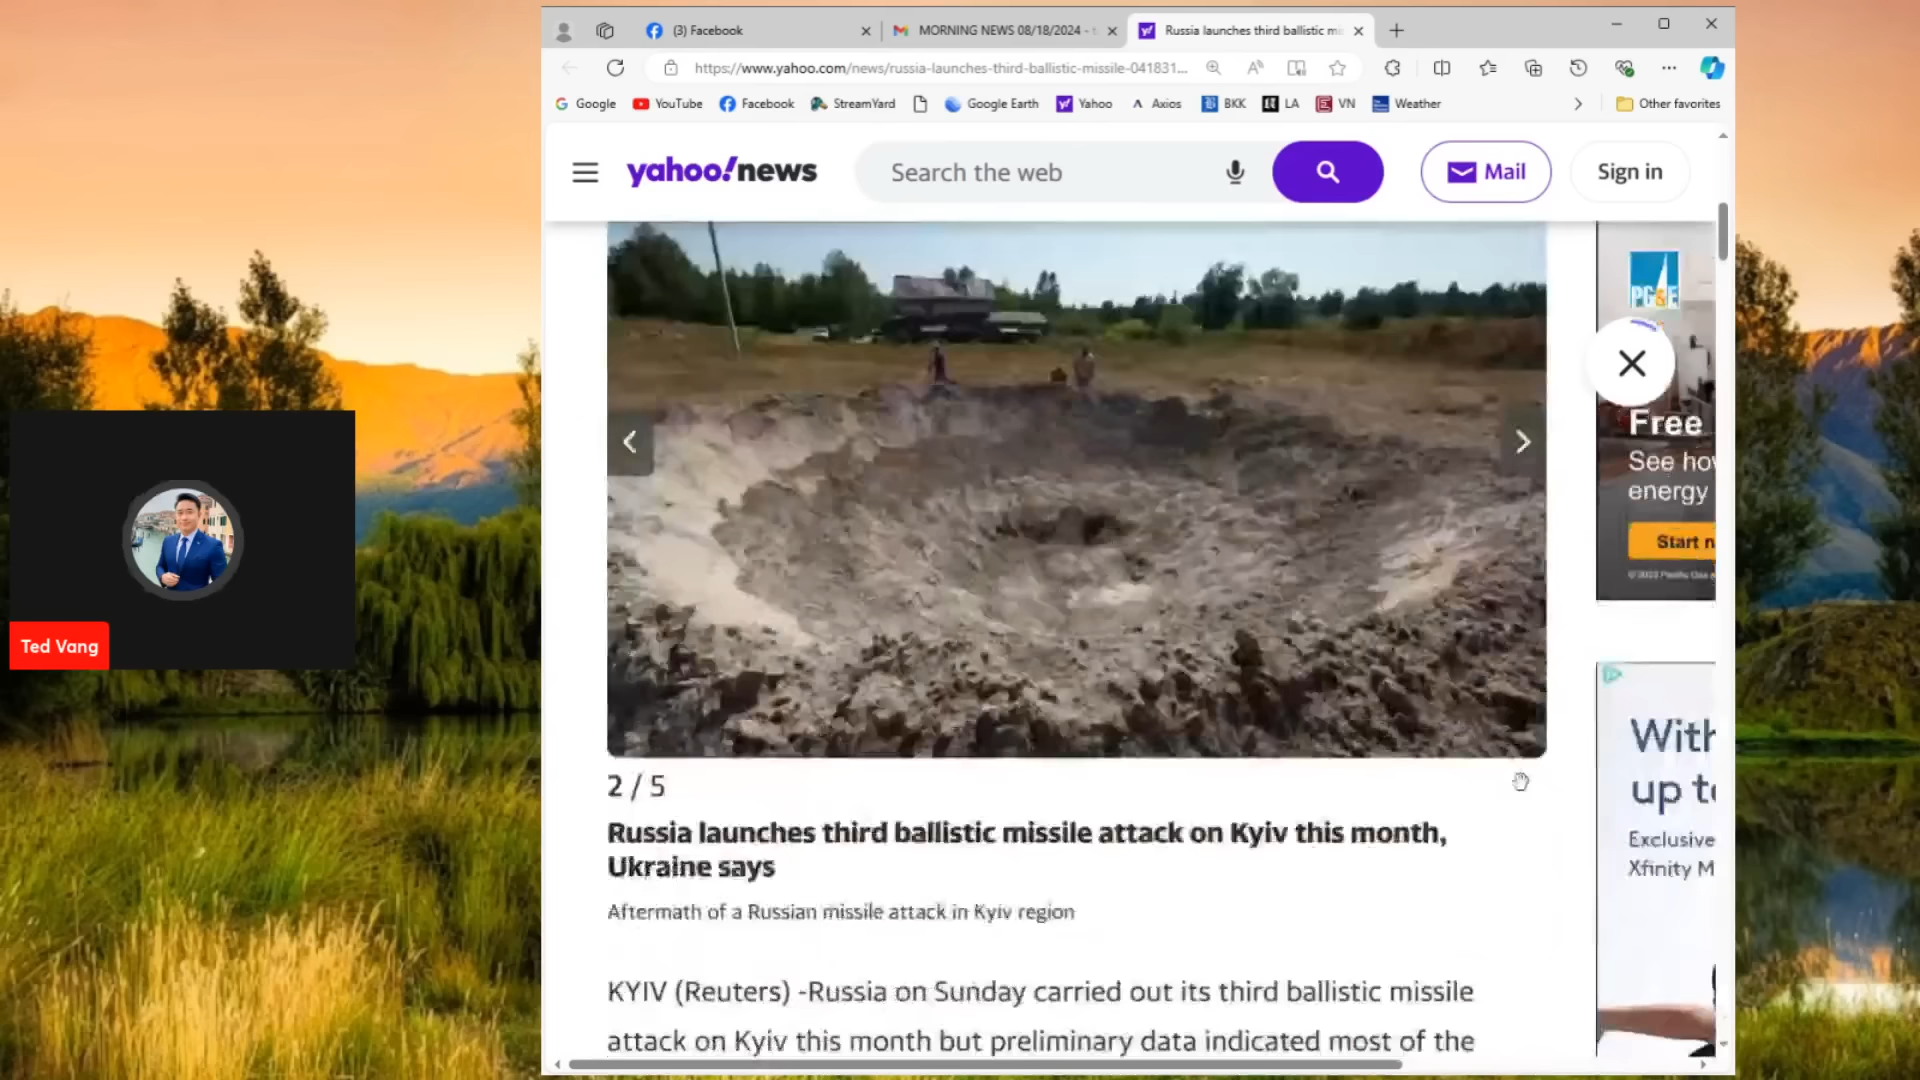 (3) Facebook
MORNING NEWS 08/18/2024 -
Russia launches third ballistic mi
https://www.yahoo.com/news/russia-launches-third-ballistic-missile-041831...
Google
YouTube
Facebook
StreamYard
Google Earth
Yahoo
Axios
BKK
LA
VN
Weather
Other favorites
yahoo!news
Search the web
Mail
Sign in
PG&E
Free
See how
energy
Start n
2 / 5
Russia launches third ballistic missile attack on Kyiv this month,
Ukraine says
Aftermath of a Russian missile attack in Kyiv region
KYIV (Reuters) -Russia on Sunday carried out its third ballistic missile
attack on Kyiv this month but preliminary data indicated most of the
With
up to
Exclusive
Xfinity M
Ted Vang